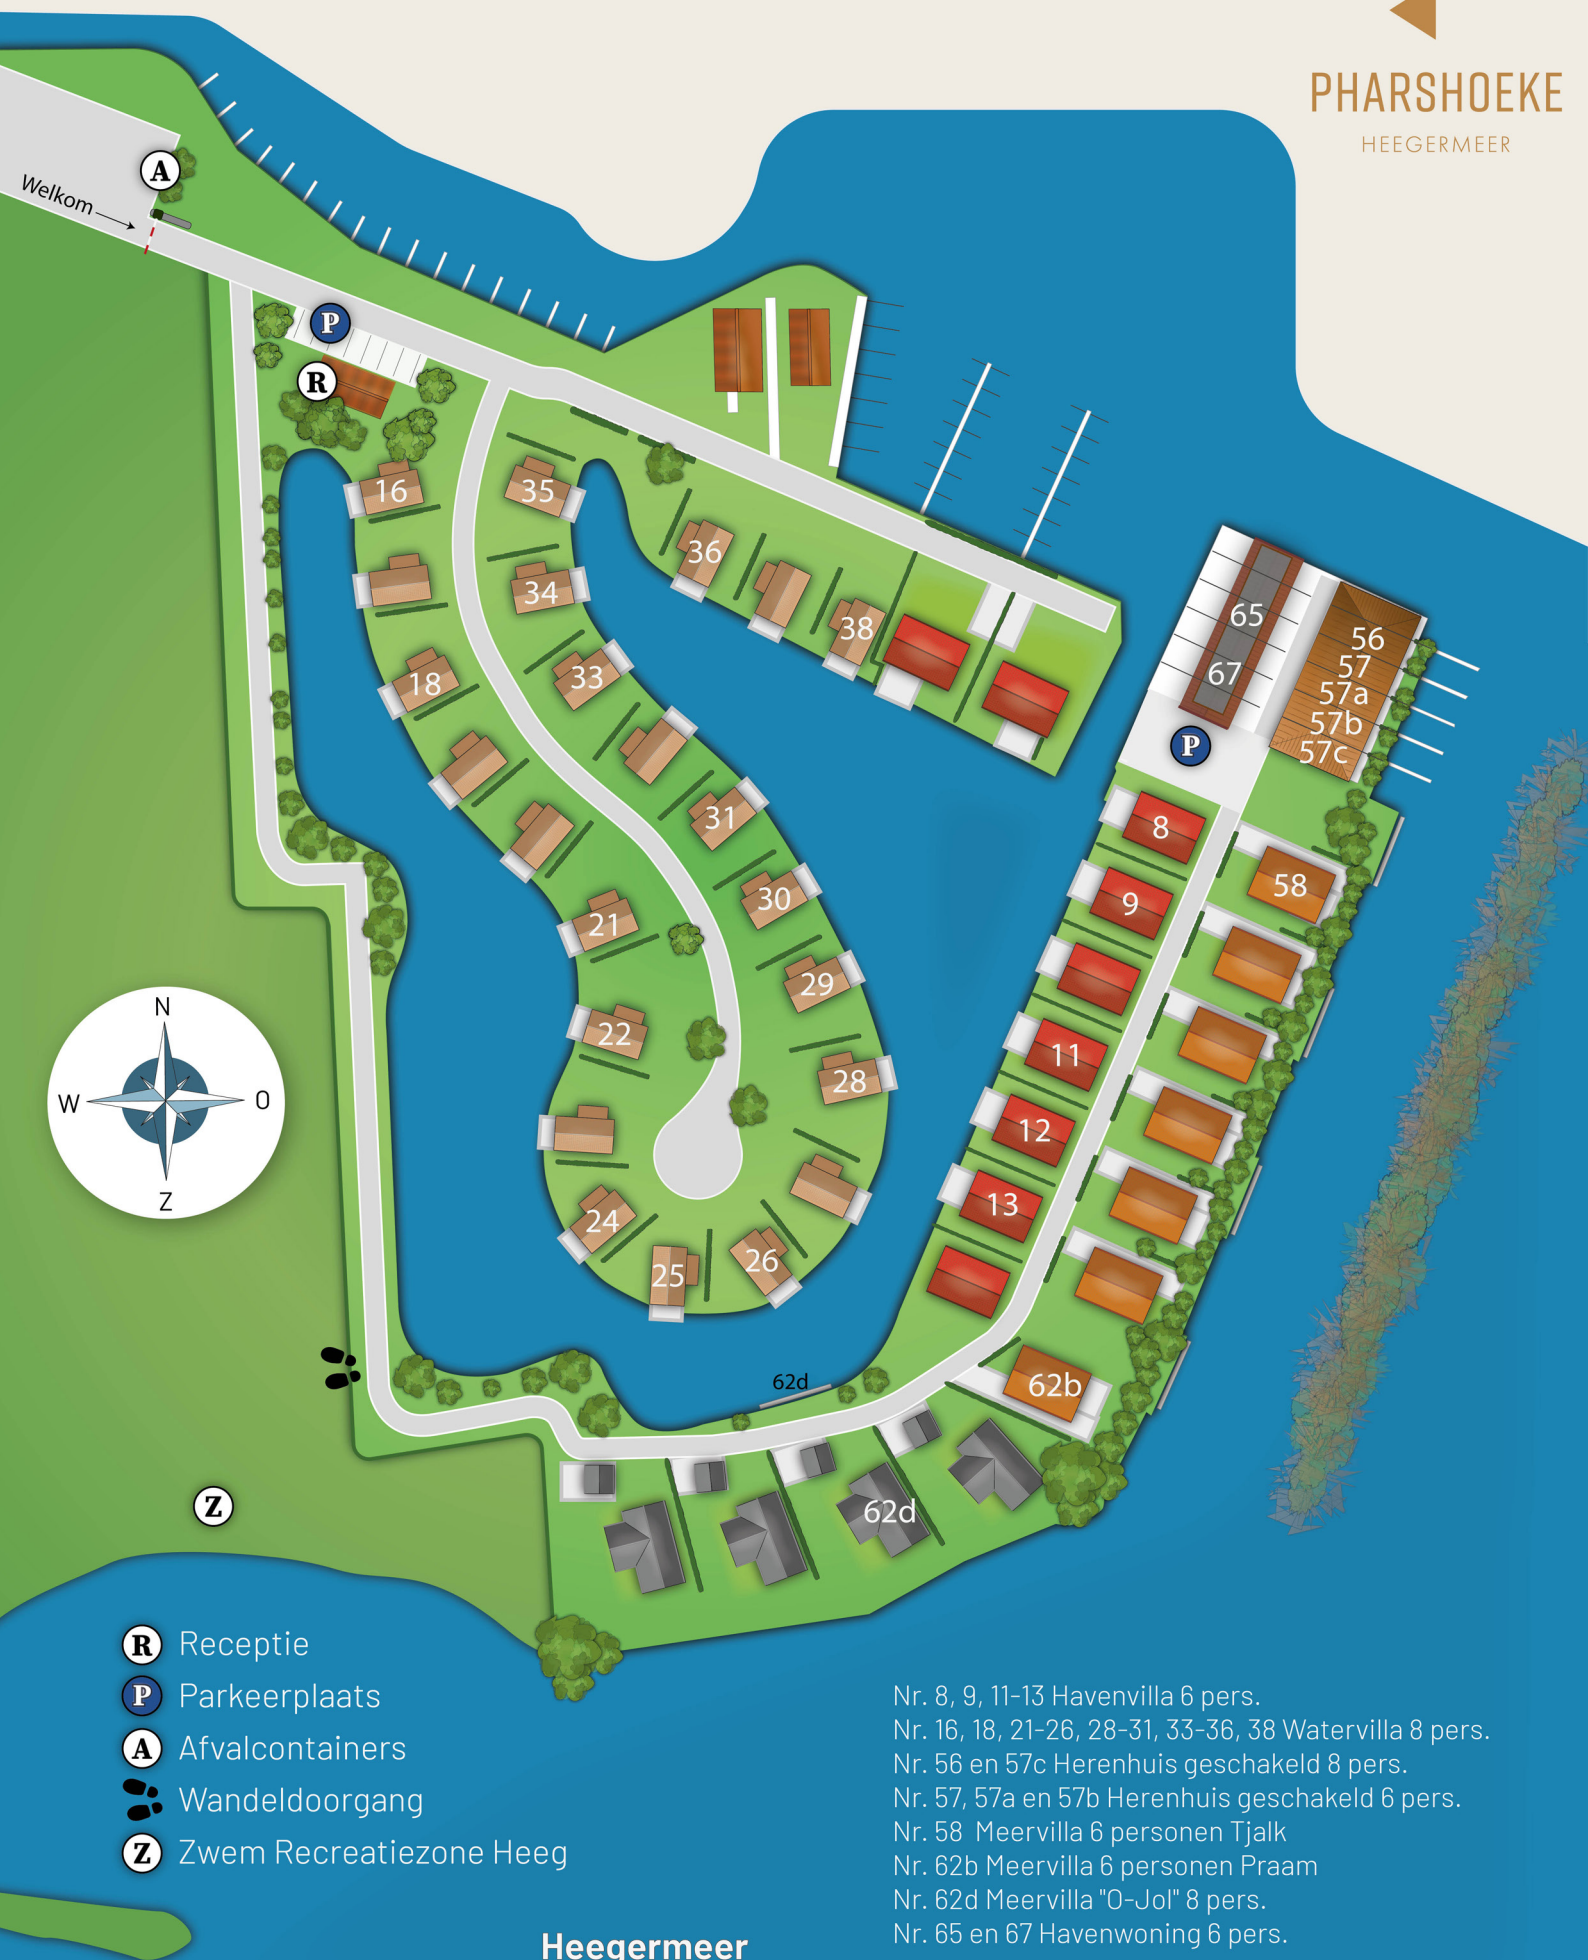 PHARSHOEKE
HEEGERMEER
A
Welkom
P
R
16
35
34
36
38
18
33
31
30
29
28
21
22
24
25
26
65
67
56
57
57a
57b
57c
P
8
9
11
12
13
58
62b
62d
62d
N
W
O
Z
Z
R Receptie
P Parkeerplaats
A Afvalcontainers
Wandeldoorgang
Z Zwem Recreatiezone Heeg
Nr. 8, 9, 11-13 Havenvilla 6 pers.
Nr. 16, 18, 21-26, 28-31, 33-36, 38 Watervilla 8 pers.
Nr. 56 en 57c Herenhuis geschakeld 8 pers.
Nr. 57, 57a en 57b Herenhuis geschakeld 6 pers.
Nr. 58 Meervilla 6 personen Tjalk
Nr. 62b Meervilla 6 personen Praam
Nr. 62d Meervilla "O-Jol" 8 pers.
Nr. 65 en 67 Havenwoning 6 pers.
Heegermeer